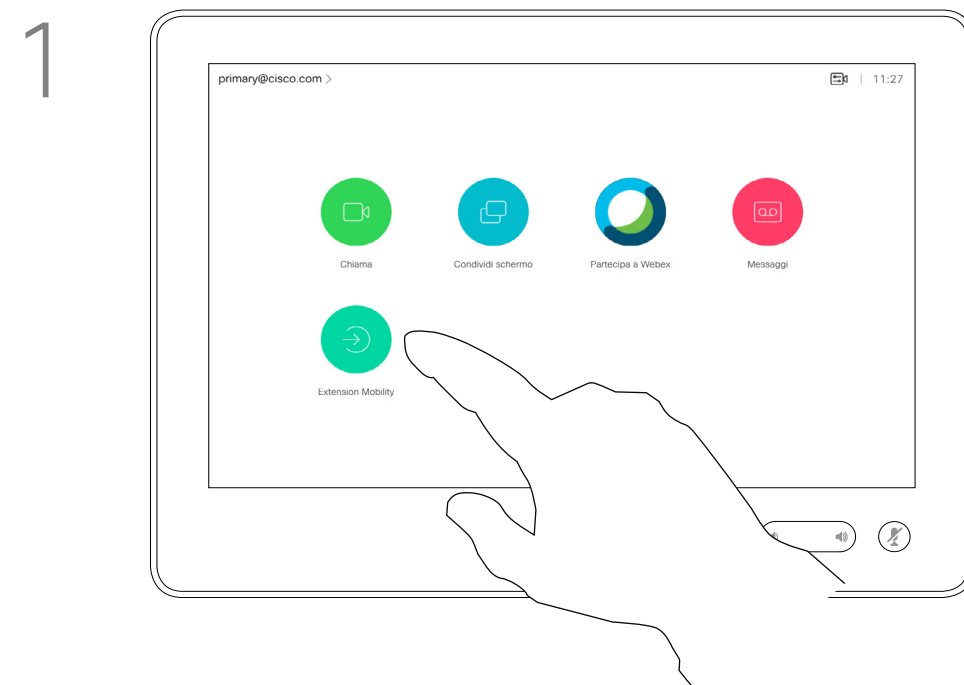 1
primary@cisco.com >
11:27
Chiama
Condividi schermo
Partecipa a Webex
Messaggi
Extension Mobility